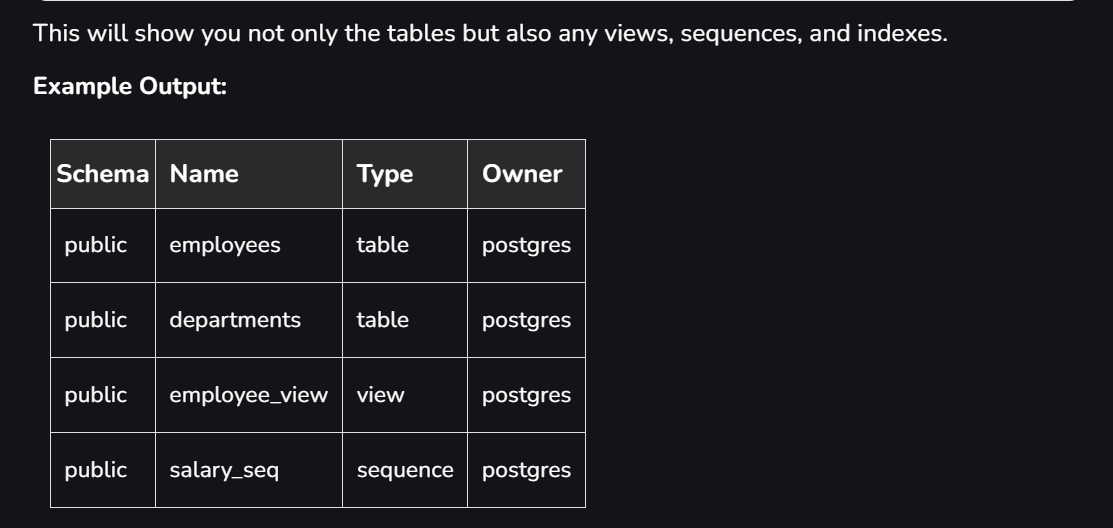 This will show you not only the tables but also any views, sequences, and indexes.
Example Output:
Schema Name Type Owner
public employees table postgres
public departments table postgres
public employee_view view postgres
public salary_seq sequence postgres